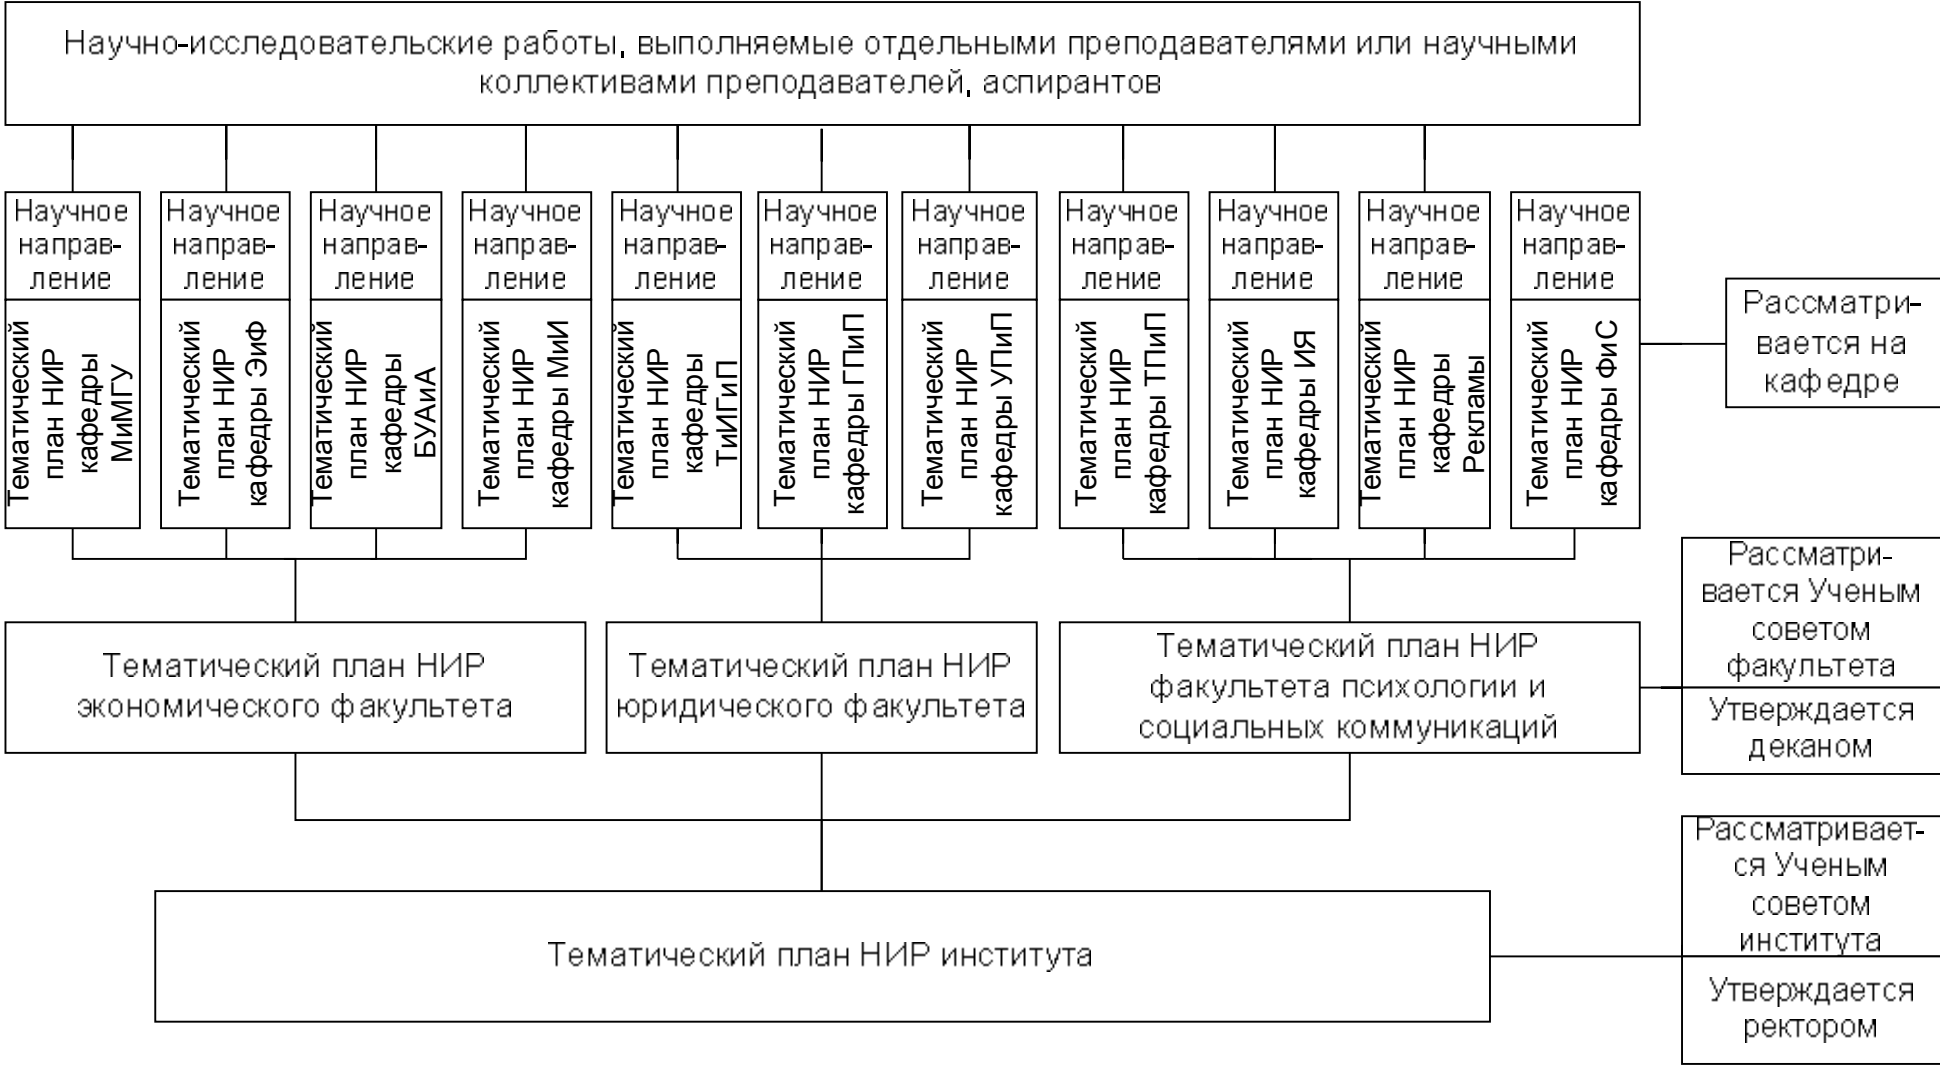 Научно-исследовательские работы, выполняемые отдельными преподавателями или научными
коллективами преподавателей, аспирантов
Научное
направ-
ление
Тематический
план НИР
кафедры
МиМГУ
Научное
направ-
ление
Тематический
план НИР
кафедры ЭиФ
Научное
направ-
ление
Тематический
план НИР
кафедры
БУАиА
Научное
направ-
ление
Тематический
план НИР
кафедры МиИ
Научное
направ-
ление
Тематический
план НИР
кафедры
ТиИГиП
Научное
направ-
ление
Тематический
план НИР
кафедры ГПиП
Научное
направ-
ление
Тематический
план НИР
кафедры УПиП
Научное
направ-
ление
Тематический
план НИР
кафедры ТПиП
Научное
направ-
ление
Тематический
план НИР
кафедры ИЯ
Научное
направ-
ление
Тематический
план НИР
кафедры
Рекламы
Научное
направ-
ление
Тематический
план НИР
кафедры ФиС
Рассматри-
вается на
кафедре
Тематический план НИР
экономического факультета
Тематический план НИР
юридического факультета
Тематический план НИР
факультета психологии и
социальных коммуникаций
Рассматри-
вается Ученым
советом
факультета
Утверждается
деканом
Тематический план НИР института
Рассматривает-
ся Ученым
советом
института
Утверждается
ректором